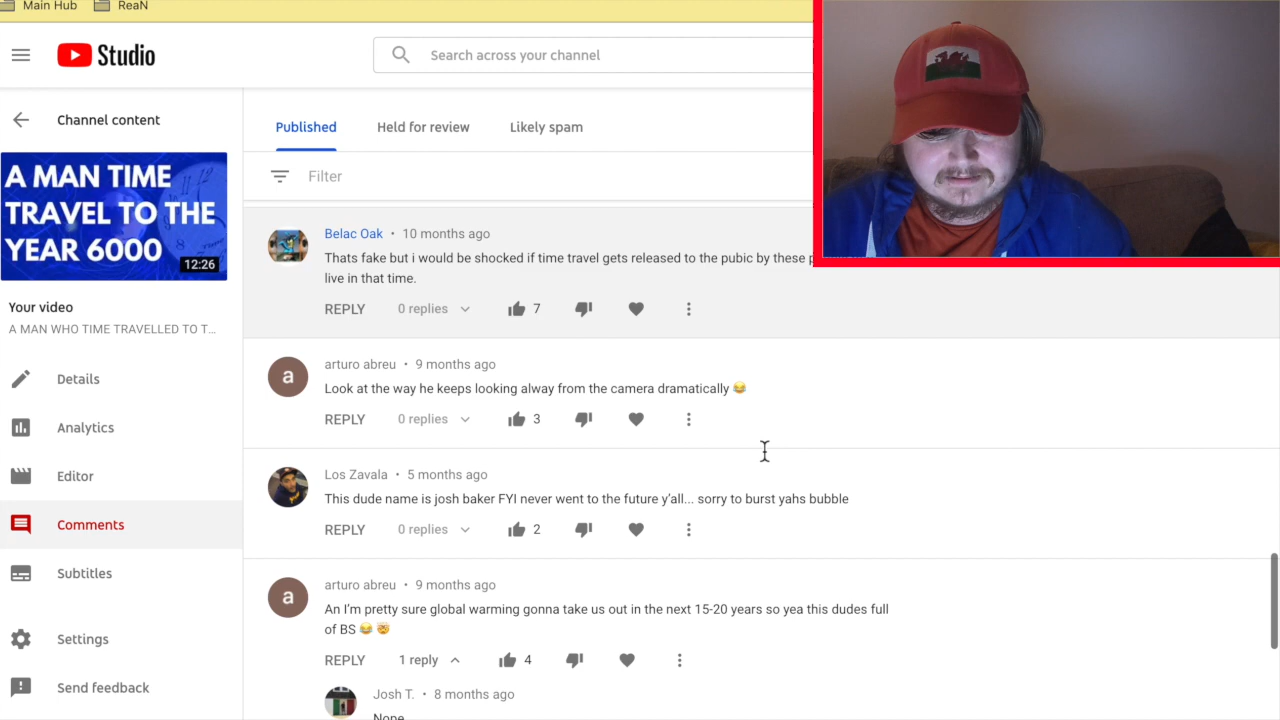 Main Hub ReaN
Studio
Search across your channel
Channel content
A MAN TIME
TRAVEL TO THE
YEAR 6000
12:26
Your video
A MAN WHO TIME TRAVELLED TO T...
Details
Analytics
Editor
Comments
Subtitles
Settings
Send feedback
Published Held for review Likely spam
Filter
Belac Oak • 10 months ago
Thats fake but i would be shocked if time travel gets released to the pubic by these
live in that time.
REPLY 0 replies 7
a
arturo abreu • 9 months ago
Look at the way he keeps looking alway from the camera dramatically 😂
REPLY 0 replies 3
Los Zavala • 5 months ago
This dude name is josh baker FYI never went to the future y'all... sorry to burst yahs bubble
REPLY 0 replies 2
a
arturo abreu • 9 months ago
An I'm pretty sure global warming gonna take us out in the next 15-20 years so yea this dudes full
of BS 😂 🤯
REPLY 1 reply 4
Josh T. • 8 months ago
None